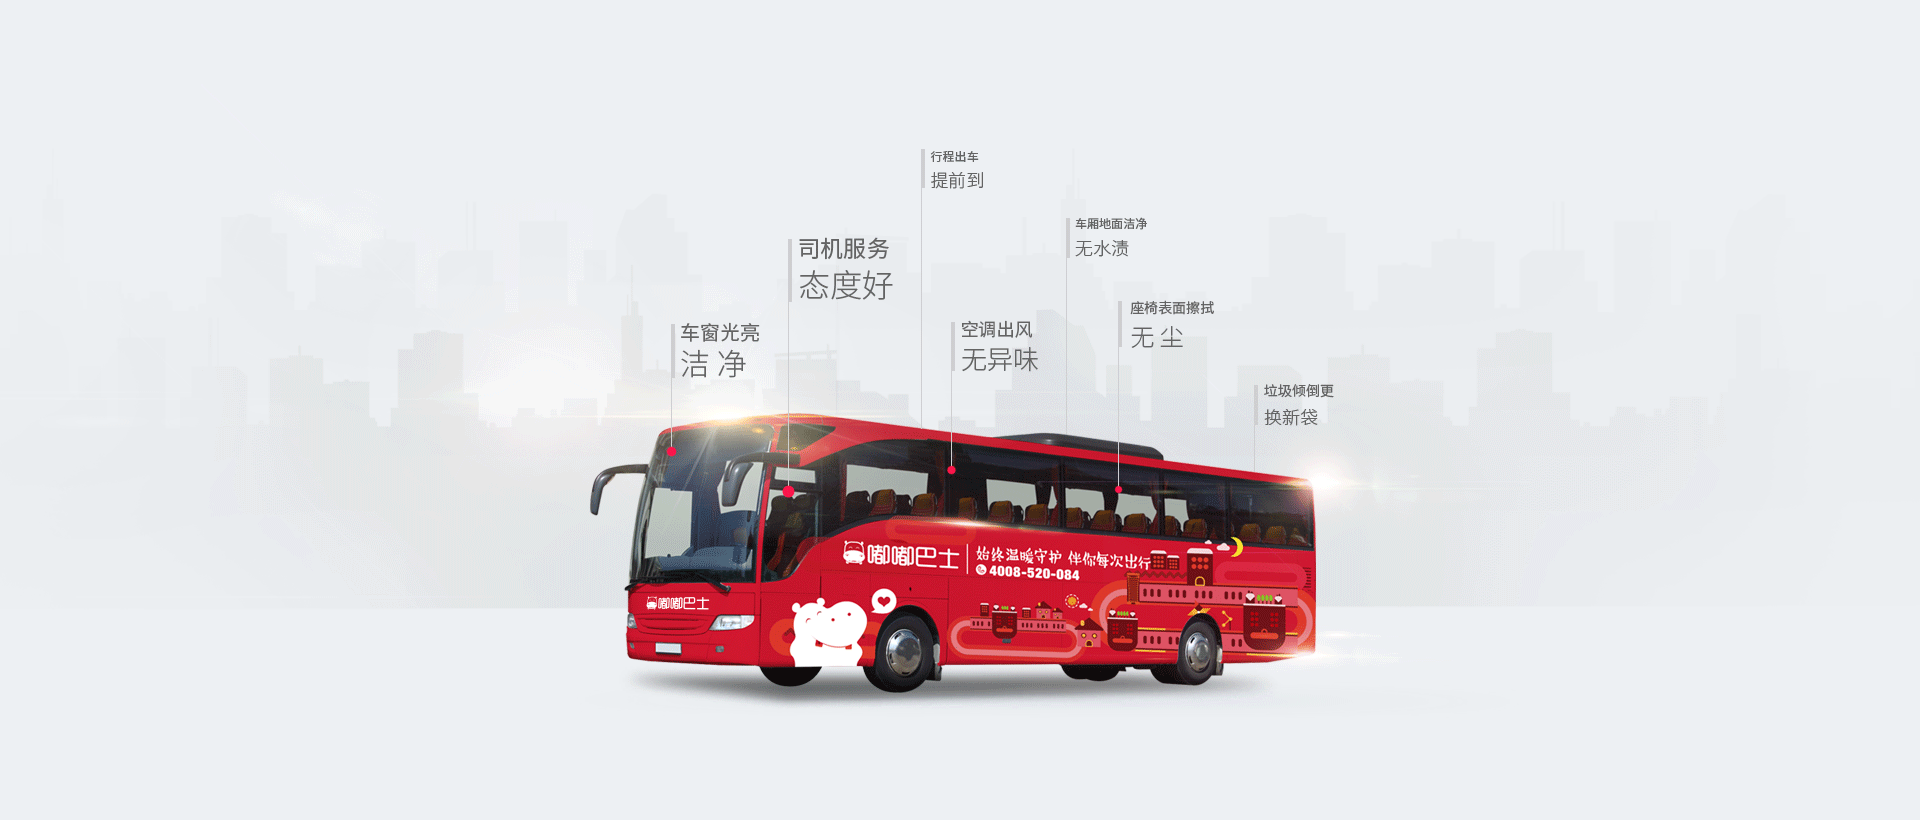 行程出车
提前到
车厢地面洁净
无水渍
司机服务
态度好
座椅表面擦拭
无尘
车窗光亮
洁净
空调出风
无异味
垃圾倾倒更
换新袋
嘟嘟巴士
始终温暖守护 伴你每次出行
4008-520-084
嘟嘟巴士